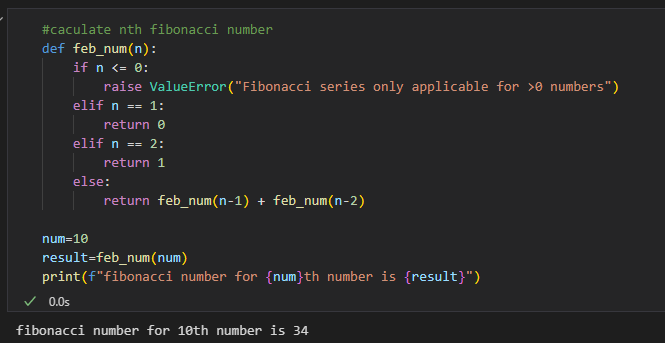 #caculate nth fibonacci number
def feb_num(n):
    if n <= 0:
        raise ValueError("Fibonacci series only applicable for >0 numbers")
    elif n == 1:
        return 0
    elif n == 2:
        return 1
    else:
        return feb_num(n-1) + feb_num(n-2)

num=10
result=feb_num(num)
print(f"fibonacci number for {num}th number is {result}")
0.0s
fibonacci number for 10th number is 34